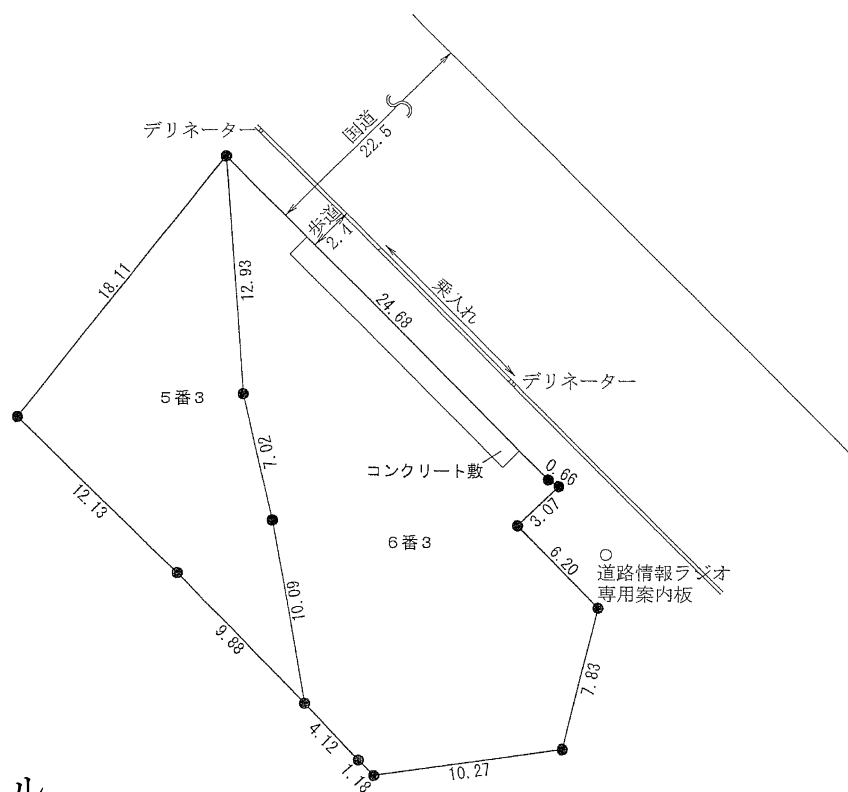 デリネーター
国道
22.5
歩道
2.4
乗入れ
18.11
12.93
24.68
5番3
デリネーター
7.02
コンクリート敷
0.66
3.07
12.13
6番3
6.20
道路情報ラジオ
専用案内板
10.09
9.88
7.83
4.12
1.18
10.27
ル